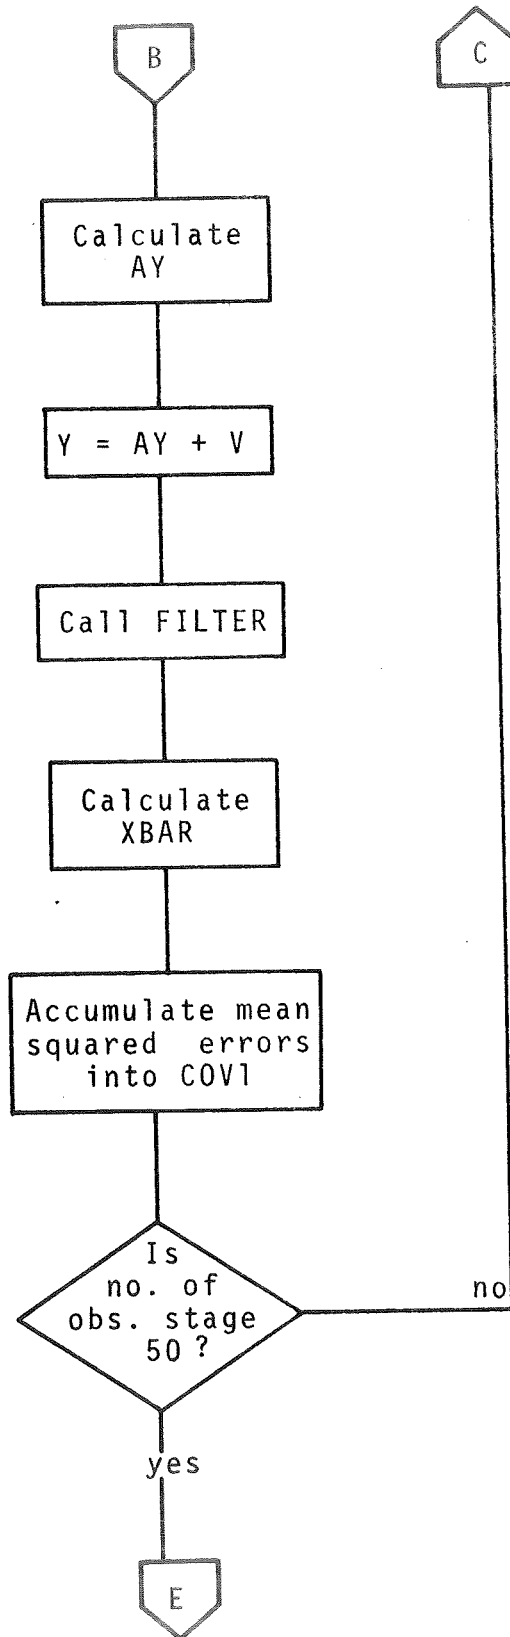 B
C
Calculate
AY
Y = AY + V
Call FILTER
Calculate
XBAR
Accumulate mean
squared errors
into COV1
Is
no. of
obs. stage
50 ?
no
yes
E